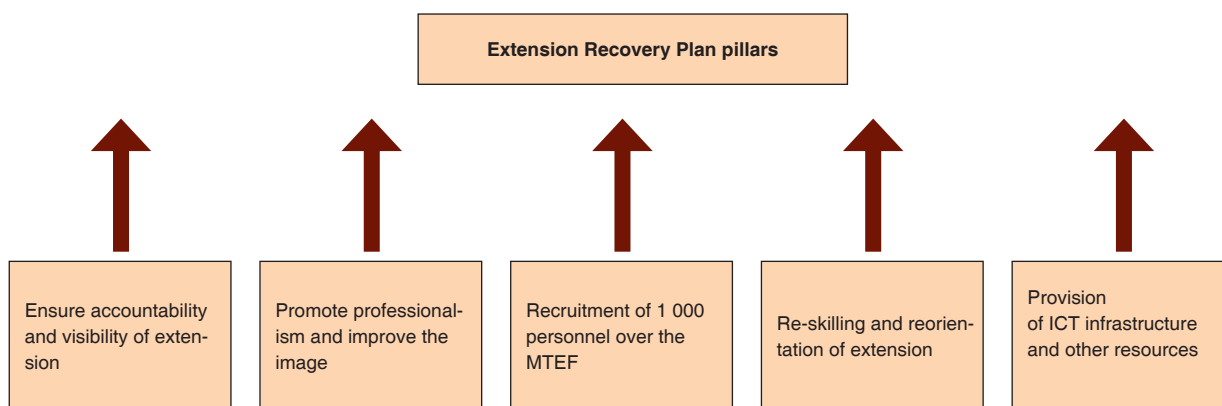 Extension Recovery Plan pillars
Ensure accountability
and visibility of exten-
sion
Promote professional-
ism and improve the
image
Recruitment of 1 000
personnel over the
MTEF
Re-skilling and reorien-
tation of extension
Provision
of ICT infrastructure
and other resources